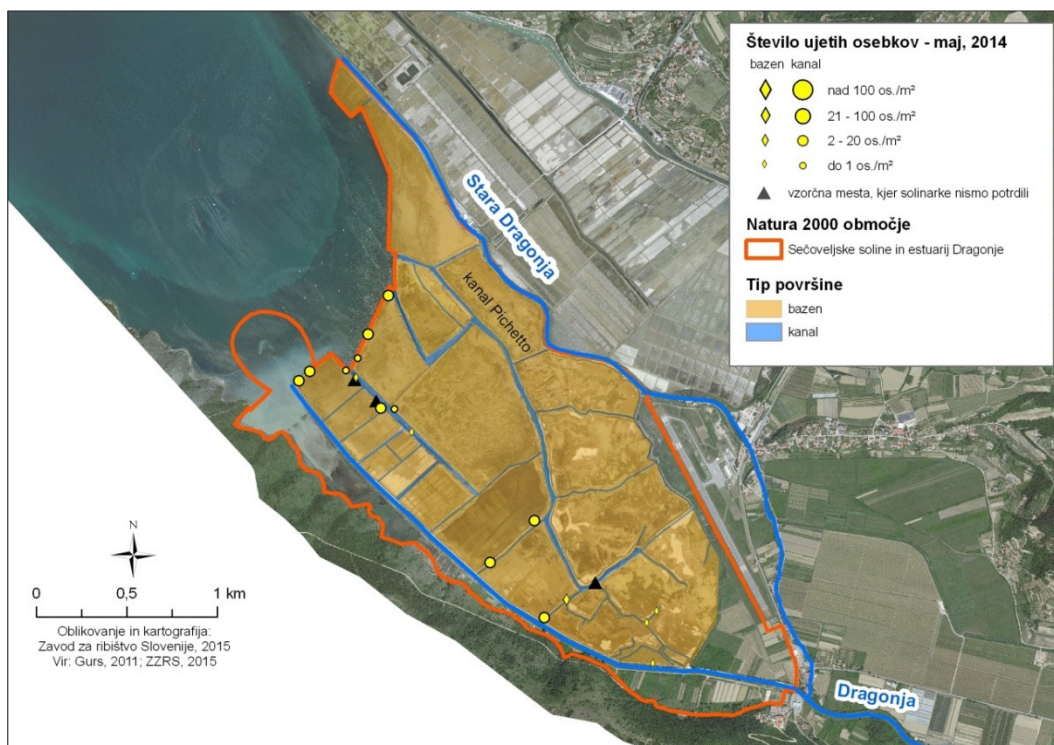 Število ujetih osebkov - maj, 2014
bazen kanal
nad 100 os./m²
21 - 100 os./m²
2 - 20 os./m²
do 1 os./m²
vzorčna mesta, kjer solinarke nismo potrdili
Natura 2000 območje
Sečoveljske soline in estuarij Dragonje
Tip površine
bazen
kanal
Stara Dragonja
kanal Pichetto
Dragonja
N
0 0,5 1 km
Oblikovanje in kartografija:
Zavod za ribištvo Slovenije, 2015
Vir: Gurs, 2011; ZZRS, 2015